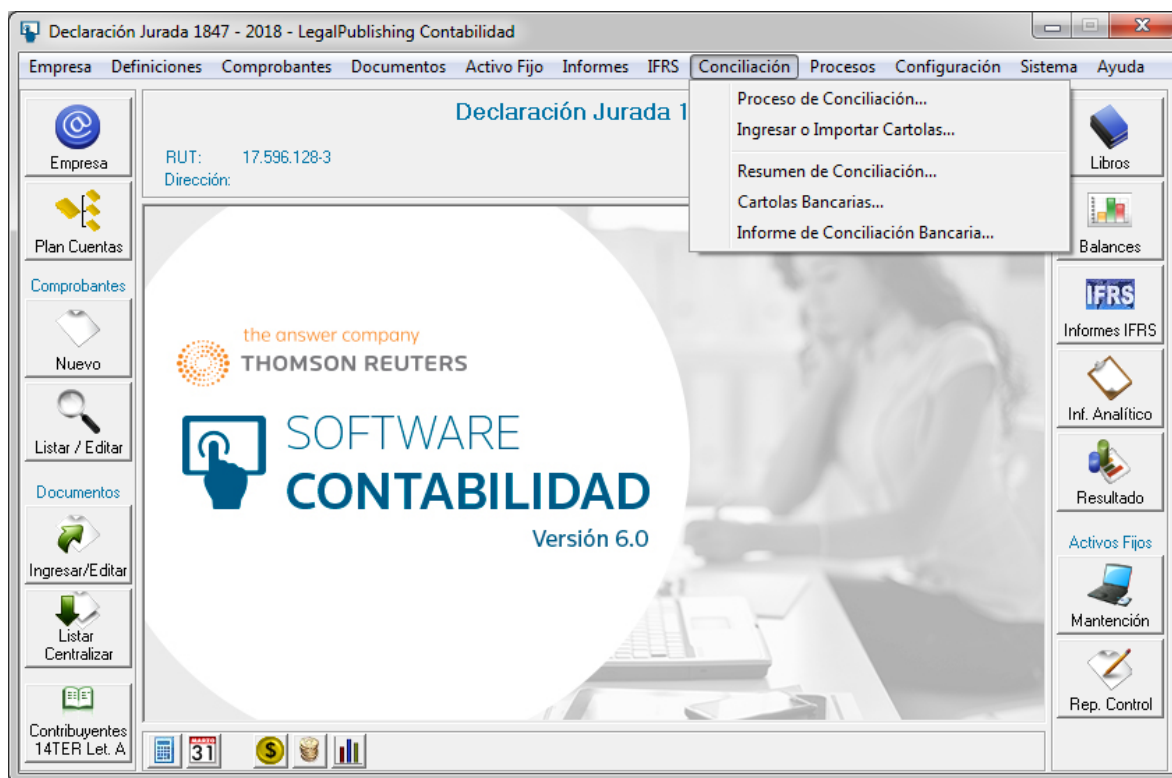 Declaración Jurada 1847 - 2018 - LegalPublishing Contabilidad
Empresa Definiciones Comprobantes Documentos Activo Fijo Informes IFRS Conciliación Procesos Configuración Sistema Ayuda
Proceso de Conciliación...
Ingresar o Importar Cartolas...
Resumen de Conciliación...
Cartolas Bancarias...
Informe de Conciliación Bancaria...
Declaración Jurada 1
RUT: 17.596.128-3
Dirección:
Empresa
Plan Cuentas
Comprobantes
Nuevo
Listar / Editar
Documentos
Ingresar/Editar
Listar
Centralizar
Contribuyentes
14TER Let. A
the answer company
THOMSON REUTERS
SOFTWARE
CONTABILIDAD
Versión 6.0
Libros
Balances
IFRS
Informes IFRS
Inf. Analítico
Resultado
Activos Fijos
Mantención
Rep. Control
MARZO
31